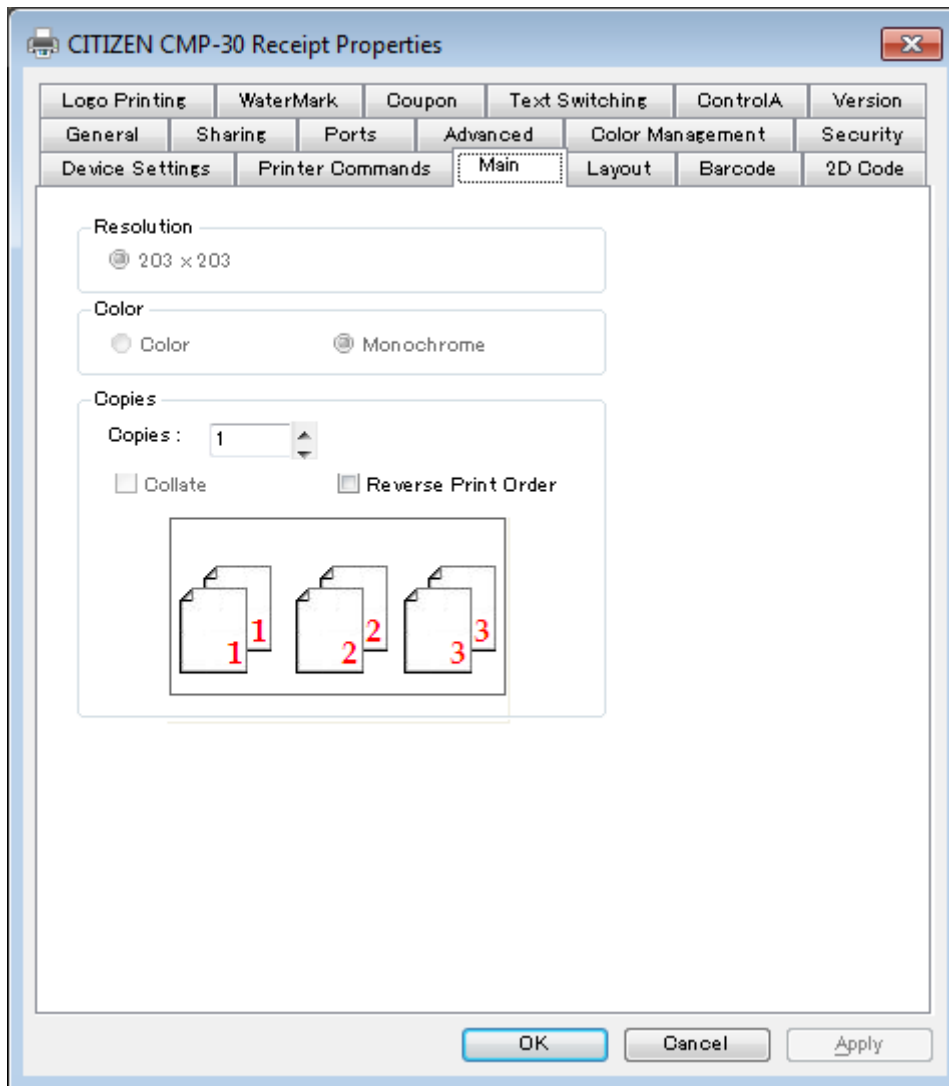 CITIZEN CMP-30 Receipt Properties
Logo Printing WaterMark Coupon Text Switching ControlA Version
General Sharing Ports Advanced Color Management Security
Device Settings Printer Commands Main Layout Barcode 2D Code
Resolution
203 × 203
Color
Color Monochrome
Copies
Copies : 1
Collate Reverse Print Order
1 1 2 2 3 3
OK Cancel Apply